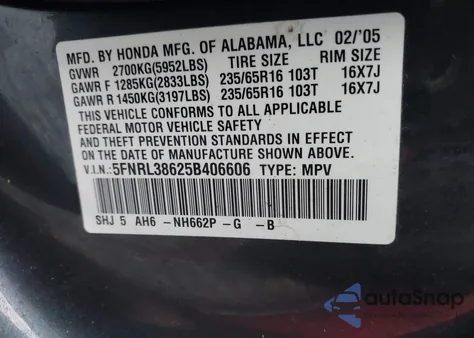 MFD. BY HONDA MFG. OF ALABAMA, LLC 02/'05
GVWR 2700KG(5952LBS) TIRE SIZE RIM SIZE
GAWR F 1285KG(2833LBS) 235/65R16 103T 16X7J
GAWR R 1450KG(3197LBS) 235/65R16 103T 16X7J
THIS VEHICLE CONFORMS TO ALL APPLICABLE
FEDERAL MOTOR VEHICLE SAFETY
AND THEFT PREVENTION STANDARDS IN EFFECT
ON THE DATE OF MANUFACTURE SHOWN ABOVE.
V.I.N.: 5FNRL38625B406606 TYPE: MPV
SHJ 5 AH6 -NH662P -G -B
autoSnap